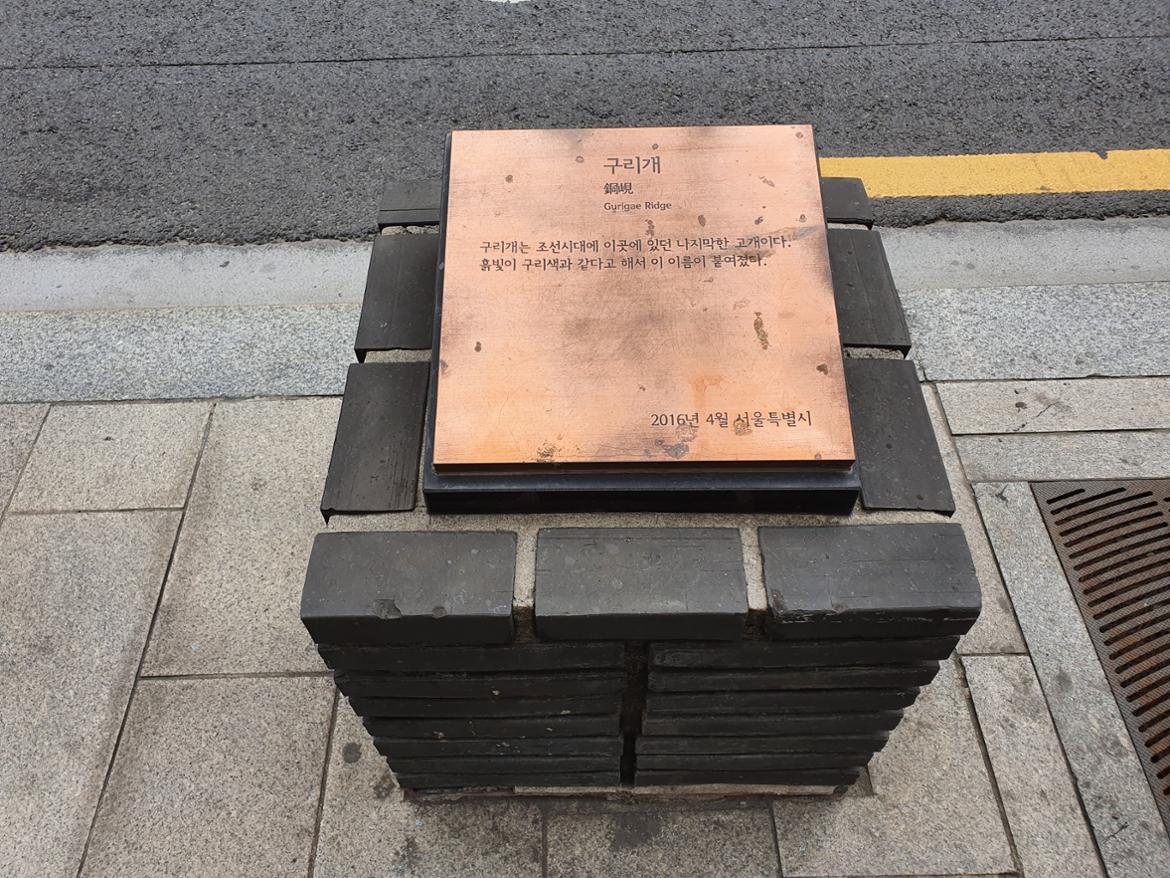 구리개
銅峴
Gurigae Ridge
구리개는 조선시대에 이곳에 있던 나지막한 고개이다.
흙빛이 구리색과 같다고 해서 이 이름이 붙여졌다.
2016년 4월 서울특별시